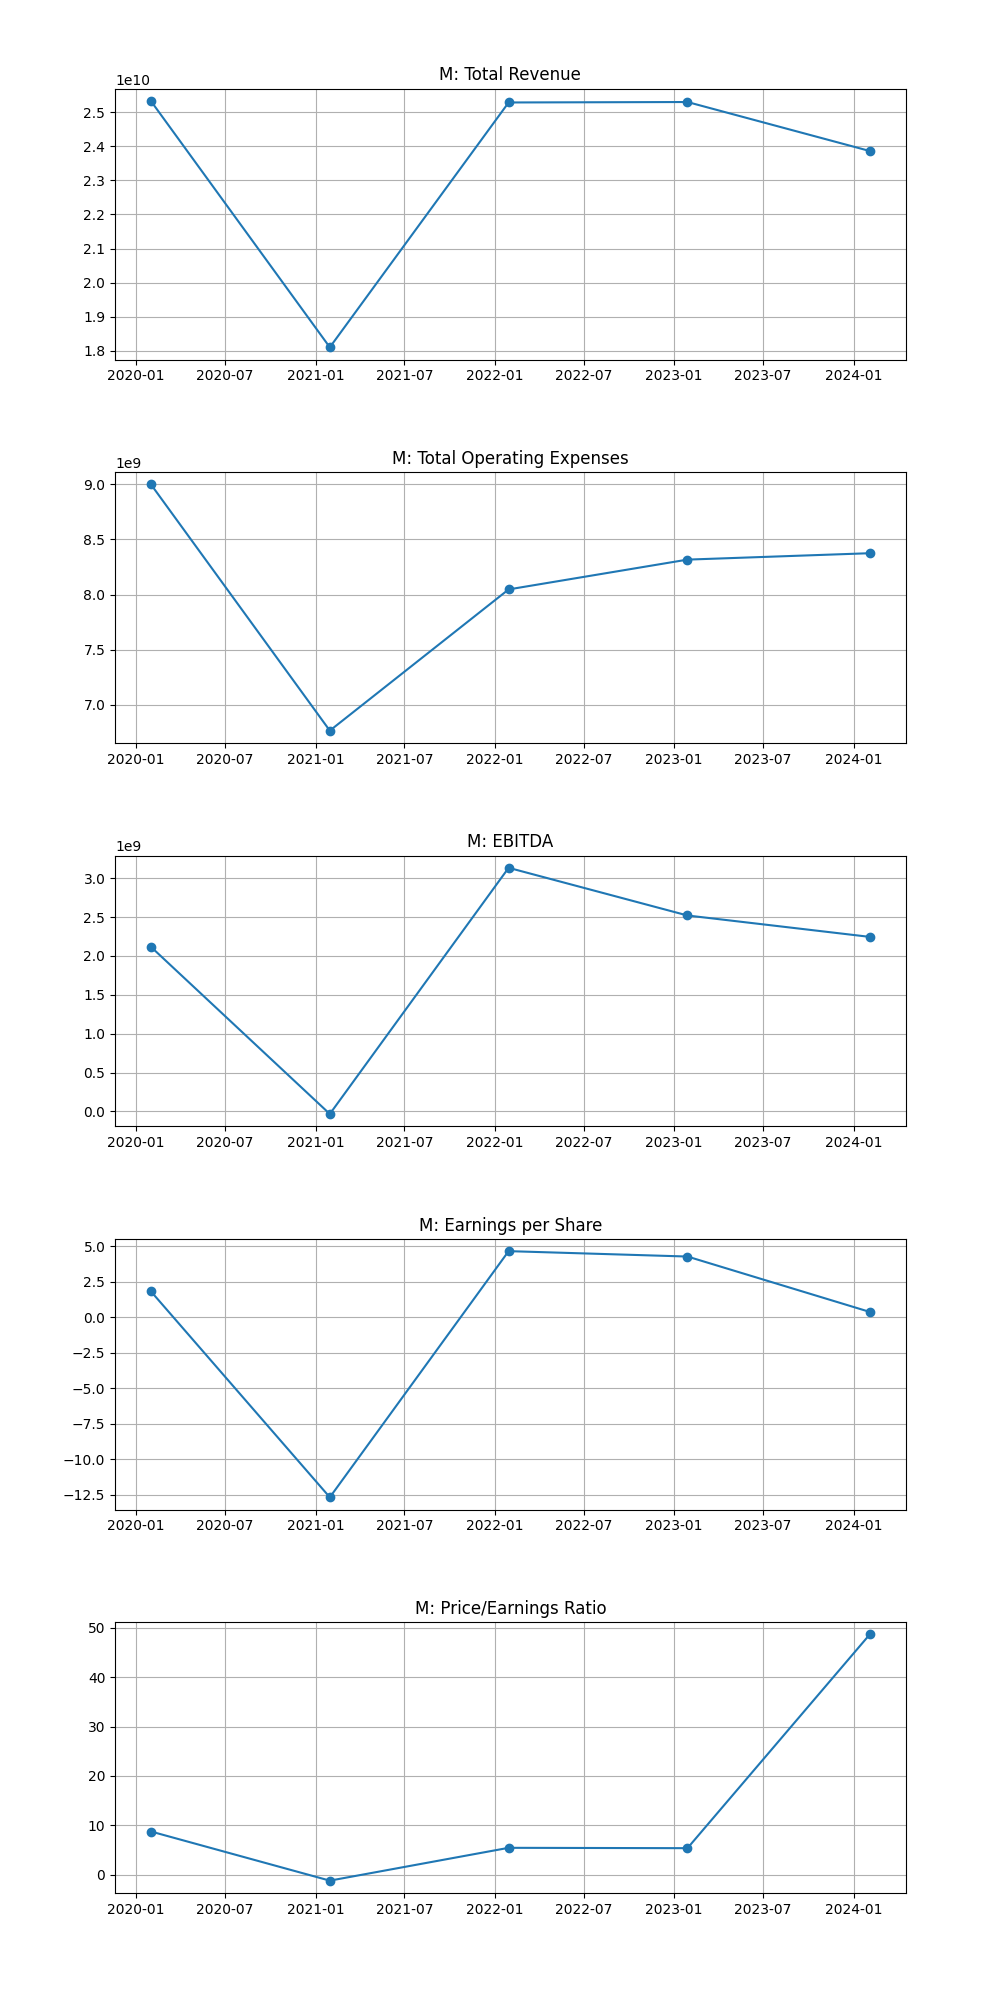 M: Total Revenue
1e10
2.5
2.4
2.3
2.2
2.1
2.0
1.9
1.8
2020-01 2020-07 2021-01 2021-07 2022-01 2022-07 2023-01 2023-07 2024-01
M: Total Operating Expenses
1e9
9.0
8.5
8.0
7.5
7.0
2020-01 2020-07 2021-01 2021-07 2022-01 2022-07 2023-01 2023-07 2024-01
M: EBITDA
1e9
3.0
2.5
2.0
1.5
1.0
0.5
0.0
2020-01 2020-07 2021-01 2021-07 2022-01 2022-07 2023-01 2023-07 2024-01
M: Earnings per Share
5.0
2.5
0.0
−2.5
−5.0
−7.5
−10.0
−12.5
2020-01 2020-07 2021-01 2021-07 2022-01 2022-07 2023-01 2023-07 2024-01
M: Price/Earnings Ratio
50
40
30
20
10
0
2020-01 2020-07 2021-01 2021-07 2022-01 2022-07 2023-01 2023-07 2024-01